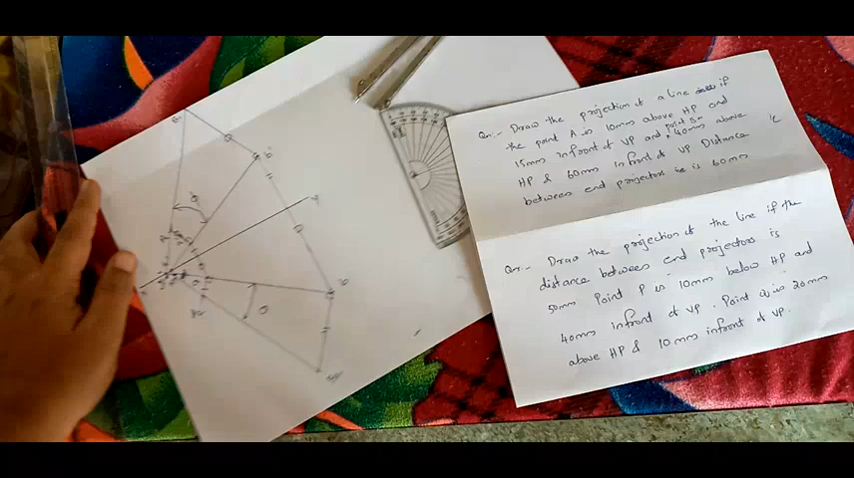 Qn:- Draw the projection of a line if
the point A is 10mm above HP and
15mm infront of VP and point B is 40mm above
HP & 60mm infront of VP Distance
between end projectors is 60mm
Qn:- Draw the projection of the line if the
distance between end projectors is
50mm Point P is 10mm below HP and
40mm infront of VP. Point Q is 20mm
above HP & 10mm infront of VP.